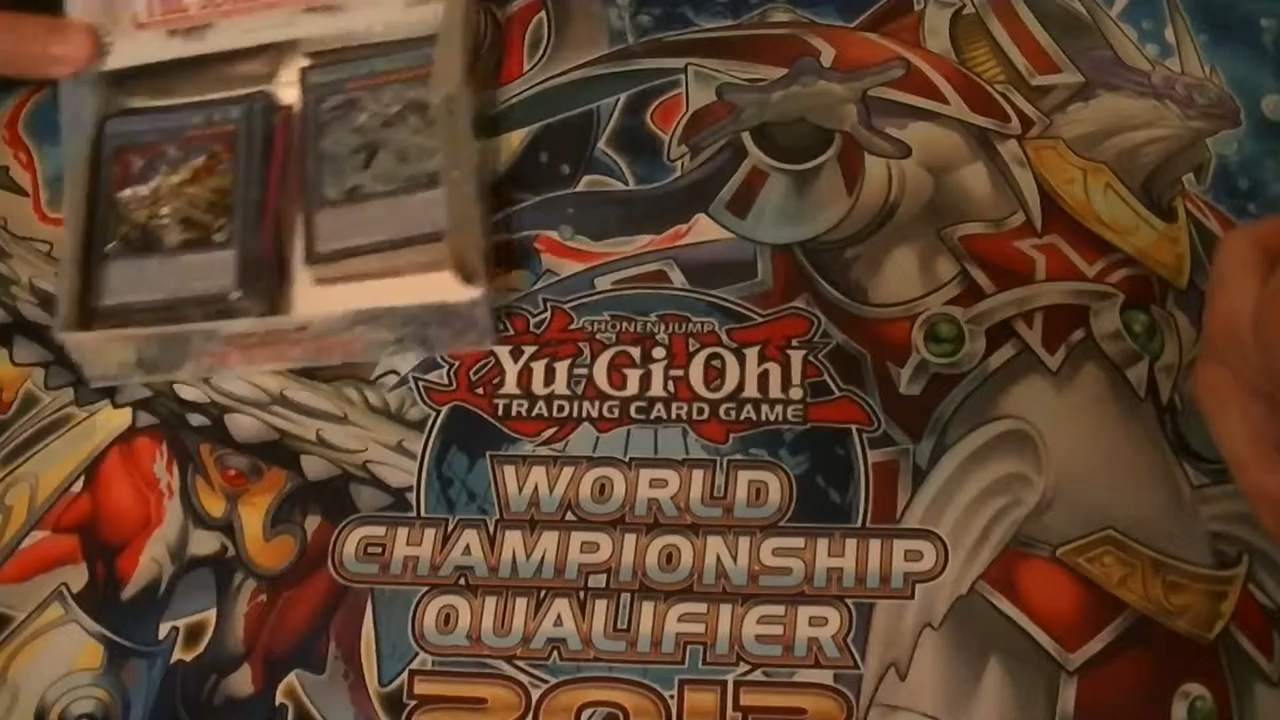 SHONEN JUMP
Yu-Gi-Oh!
TRADING CARD GAME
WORLD
CHAMPIONSHIP
QUALIFIER